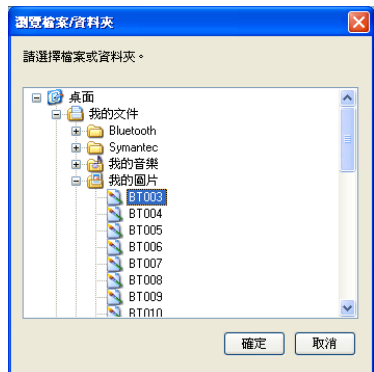 瀏覽檔案/資料夾
請選擇檔案或資料夾。
桌面
我的文件
Bluetooth
Symantec
我的音樂
我的圖片
BT003
BT004
BT005
BT006
BT007
BT008
BT009
BT010
確定 取消